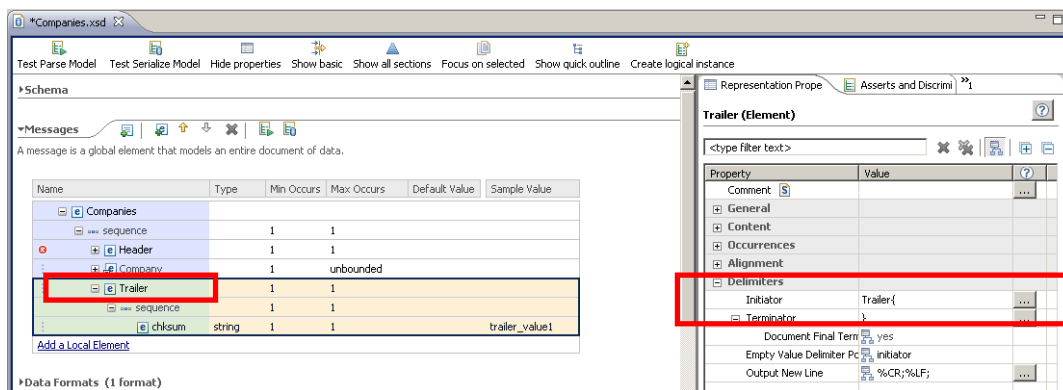 *Companies.xsd
Test Parse Model Test Serialize Model Hide properties Show basic Show all sections Focus on selected Show quick outline Create logical instance
Schema
Messages
A message is a global element that models an entire document of data.
Name Type Min Occurs Max Occurs Default Value Sample Value
e Companies
sequence 1 1
e Header 1 1
e Company 1 unbounded
e Trailer 1 1
sequence 1 1
e chksum string 1 1 trailer_value1
Add a Local Element
Data Formats (1 format)
Representation Prope Asserts and Discrimi »1
Trailer (Element) ?
<type filter text>
Property Value ?
Comment S ...
General
Content
Occurrences
Alignment
Delimiters
Initiator Trailer{ ...
Terminator } ...
Document Final Term yes
Empty Value Delimiter Pc initiator
Output New Line %CR;%LF; ...